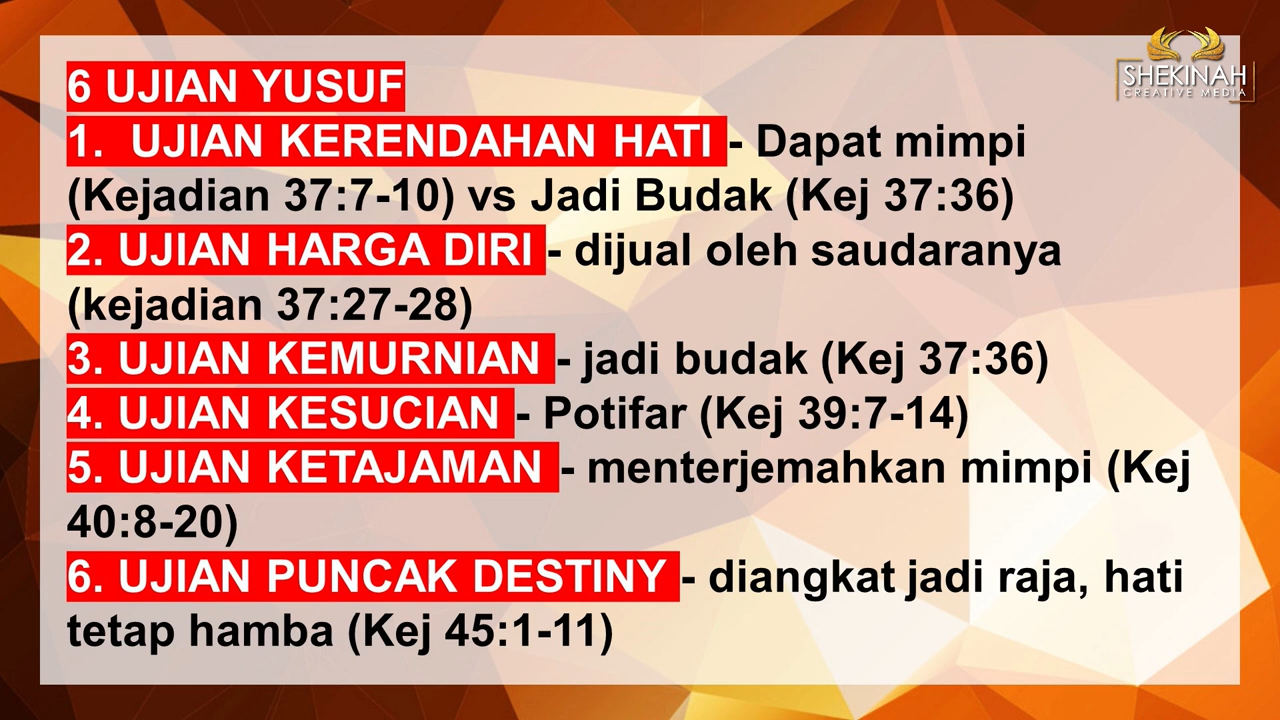 6 UJIAN YUSUF
1. UJIAN KERENDAHAN HATI - Dapat mimpi
(Kejadian 37:7-10) vs Jadi Budak (Kej 37:36)
2. UJIAN HARGA DIRI - dijual oleh saudaranya
(kejadian 37:27-28)
3. UJIAN KEMURNIAN - jadi budak (Kej 37:36)
4. UJIAN KESUCIAN - Potifar (Kej 39:7-14)
5. UJIAN KETAJAMAN - menterjemahkan mimpi (Kej
40:8-20)
6. UJIAN PUNCAK DESTINY - diangkat jadi raja, hati
tetap hamba (Kej 45:1-11)
SHEKINAH
CREATIVE MEDIA